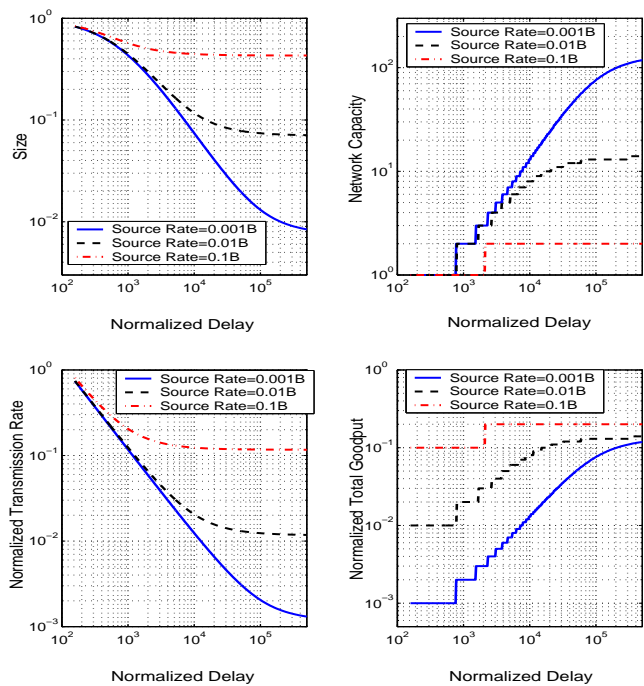 Size
10^0
10^-1
10^-2
Source Rate=0.001B
Source Rate=0.01B
Source Rate=0.1B
10^2
10^3
10^4
10^5
Normalized Delay
Network Capacity
10^2
10^1
10^0
Source Rate=0.001B
Source Rate=0.01B
Source Rate=0.1B
10^2
10^3
10^4
10^5
Normalized Delay
Normalized Transmission Rate
10^0
10^-1
10^-2
10^-3
Source Rate=0.001B
Source Rate=0.01B
Source Rate=0.1B
10^2
10^3
10^4
10^5
Normalized Delay
Normalized Total Goodput
10^0
10^-1
10^-2
10^-3
Source Rate=0.001B
Source Rate=0.01B
Source Rate=0.1B
10^2
10^3
10^4
10^5
Normalized Delay